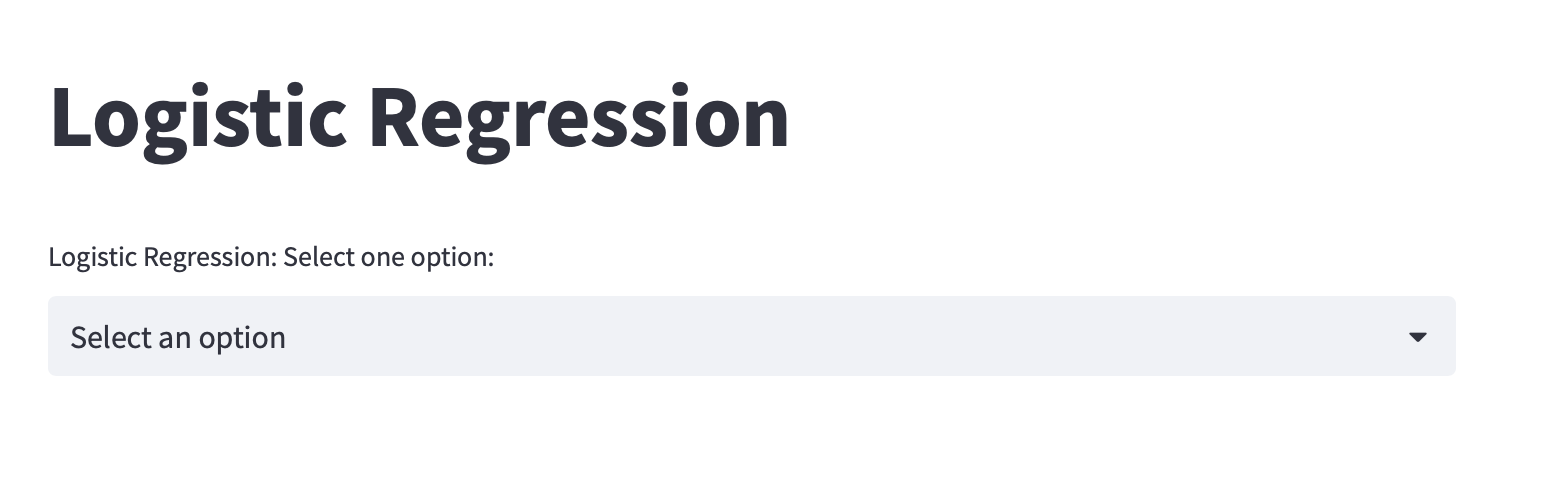 Logistic Regression
Logistic Regression: Select one option:
Select an option